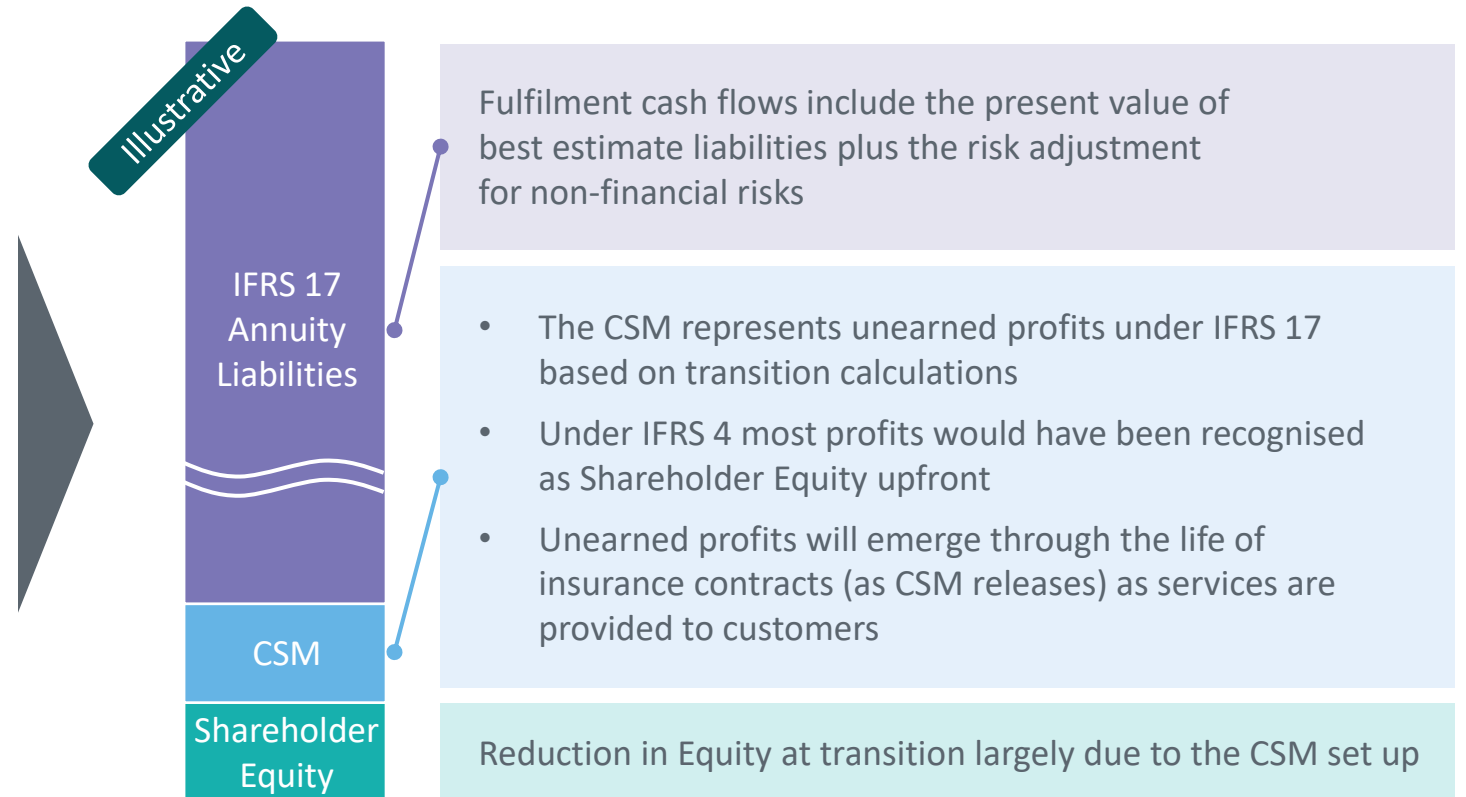 Illustrative
IFRS 17
Annuity
Liabilities
CSM
Shareholder
Equity
Fulfilment cash flows include the present value of
best estimate liabilities plus the risk adjustment
for non-financial risks
• The CSM represents unearned profits under IFRS 17
based on transition calculations
• Under IFRS 4 most profits would have been recognised
as Shareholder Equity upfront
• Unearned profits will emerge through the life of
insurance contracts (as CSM releases) as services are
provided to customers
Reduction in Equity at transition largely due to the CSM set up